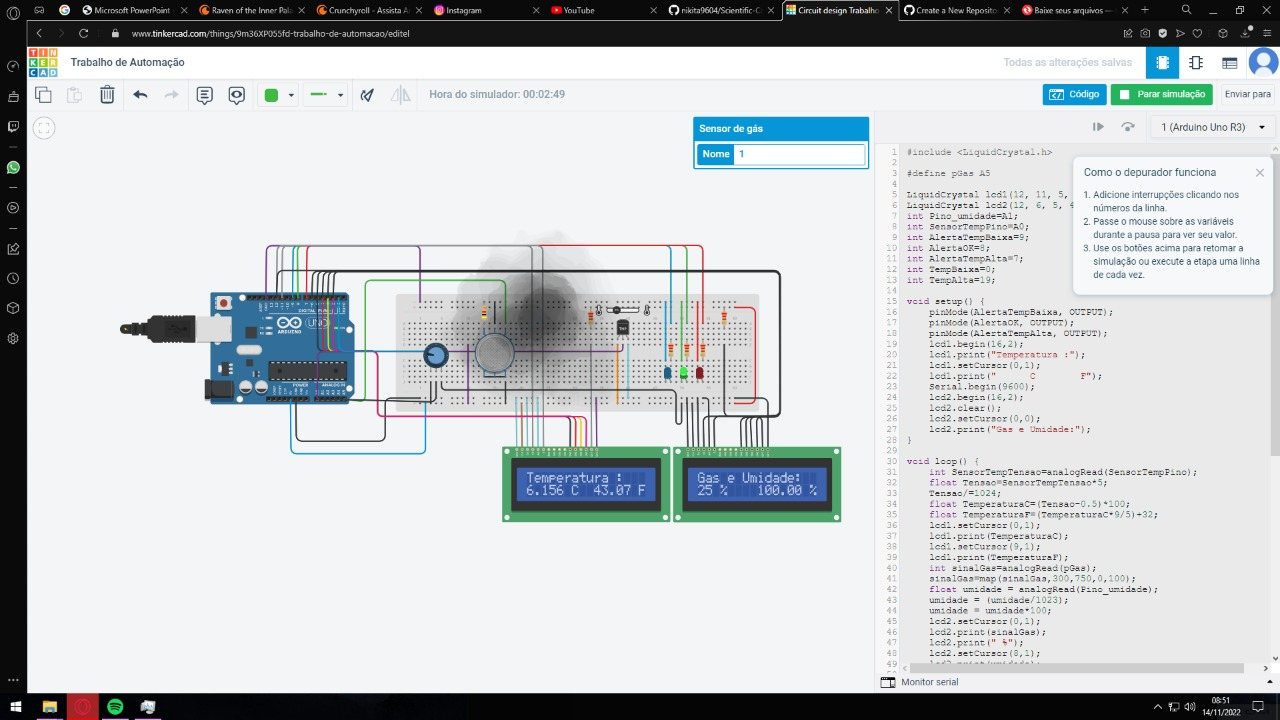 Microsoft PowerPoint
Raven of the Inner Pala
Crunchyroll - Assista A
Instagram
YouTube
nikita9604/Scientific-C
Circuit design Trabalho
Create a New Reposito
Baixe seus arquivos —
www.tinkercad.com/things/9m36XP055fd-trabalho-de-automacao/editel
TIN
KER
CAD
Trabalho de Automação
Todas as alterações salvas
Hora do simulador: 00:02:49
Código
Parar simulação
Enviar para
Sensor de gás
Nome 1
1 (Arduino Uno R3)
Como o depurador funciona
1. Adicione interrupções clicando nos
números da linha.
2. Passe o mouse sobre as variáveis
durante a pausa para ver seu valor.
3. Use os botões acima para retomar a
simulação ou execute a etapa uma linha
de cada vez.
1 #include <LiquidCrystal.h>
2
3 #define pGas A5
4
5 LiquidCrystal lcd1(12, 11, 5,
6 LiquidCrystal lcd2(12, 6, 5, 4
7 int Pino_umidade=A1;
8 int SensorTempPino=A0;
9 int AlertaTempBaixa=9;
10 int AlertaOK=8;
11 int AlertaTempAlta=7;
12 int TempBaixa=0;
13 int TempAlta=19;
14
15 void setup() {
16 pinMode(AlertaTempBaixa, OUTPUT);
17 pinMode(AlertaOK, OUTPUT);
18 pinMode(AlertaTempAlta, OUTPUT);
19 lcd1.begin(16,2);
20 lcd1.print("Temperatura :");
21 lcd1.setCursor(0,1);
22 lcd1.print(" C F");
23 Serial.begin(9600);
24 lcd2.begin(16,2);
25 lcd2.clear();
26 lcd2.setCursor(0,0);
27 lcd2.print("Gas e Umidade:");
28 }
29
30 void loop() {
31 int SensorTempTensao=analogRead(SensorTempPino);
32 float Tensao=SensorTempTensao*5;
33 Tensao/=1024;
34 float TemperaturaC=(Tensao-0.5)*100;
35 float TemperaturaF=(TemperaturaC*9/5)+32;
36 lcd1.setCursor(0,1);
37 lcd1.print(TemperaturaC);
38 lcd1.setCursor(9,1);
39 lcd1.print(TemperaturaF);
40 int sinalGas=analogRead(pGas);
41 sinalGas=map(sinalGas,300,750,0,100);
42 float umidade = analogRead(Pino_umidade);
43 umidade = (umidade/1023);
44 umidade = umidade*100;
45 lcd2.setCursor(0,1);
46 lcd2.print(sinalGas);
47 lcd2.print(" %");
48 lcd2.setCursor(8,1);
49 lcd2.print(umidade);
UNO
ARDUINO
POWER
ANALOG IN
TMP
Temperatura :
6.156 C 43.07 F
Gas e Umidade:
25 % 100.00 %
Monitor serial
08:51
14/11/2022